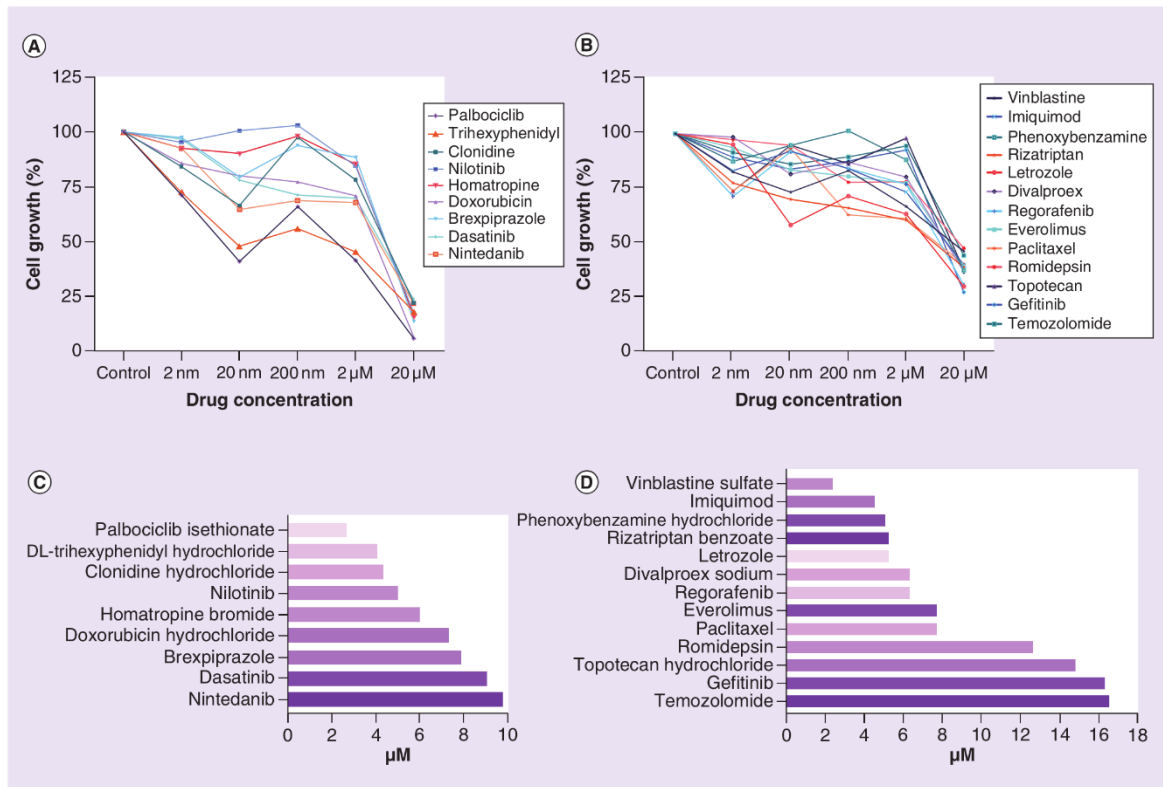 A
125
100
75
50
25
0
Cell growth (%)
Control
2 nm
20 nm
200 nm
2 µM
20 µM
Drug concentration
Palbociclib
Trihexyphenidyl
Clonidine
Nilotinib
Homatropine
Doxorubicin
Brexpiprazole
Dasatinib
Nintedanib
B
125
100
75
50
25
0
Cell growth (%)
Control
2 nm
20 nm
200 nm
2 µM
20 µM
Drug concentration
Vinblastine
Imiquimod
Phenoxybenzamine
Rizatriptan
Letrozole
Divalproex
Regorafenib
Everolimus
Paclitaxel
Romidepsin
Topotecan
Gefitinib
Temozolomide
C
Palbociclib isethionate
DL-trihexyphenidyl hydrochloride
Clonidine hydrochloride
Nilotinib
Homatropine bromide
Doxorubicin hydrochloride
Brexpiprazole
Dasatinib
Nintedanib
0 2 4 6 8 10
µM
D
Vinblastine sulfate
Imiquimod
Phenoxybenzamine hydrochloride
Rizatriptan benzoate
Letrozole
Divalproex sodium
Regorafenib
Everolimus
Paclitaxel
Romidepsin
Topotecan hydrochloride
Gefitinib
Temozolomide
0 2 4 6 8 10 12 14 16 18
µM